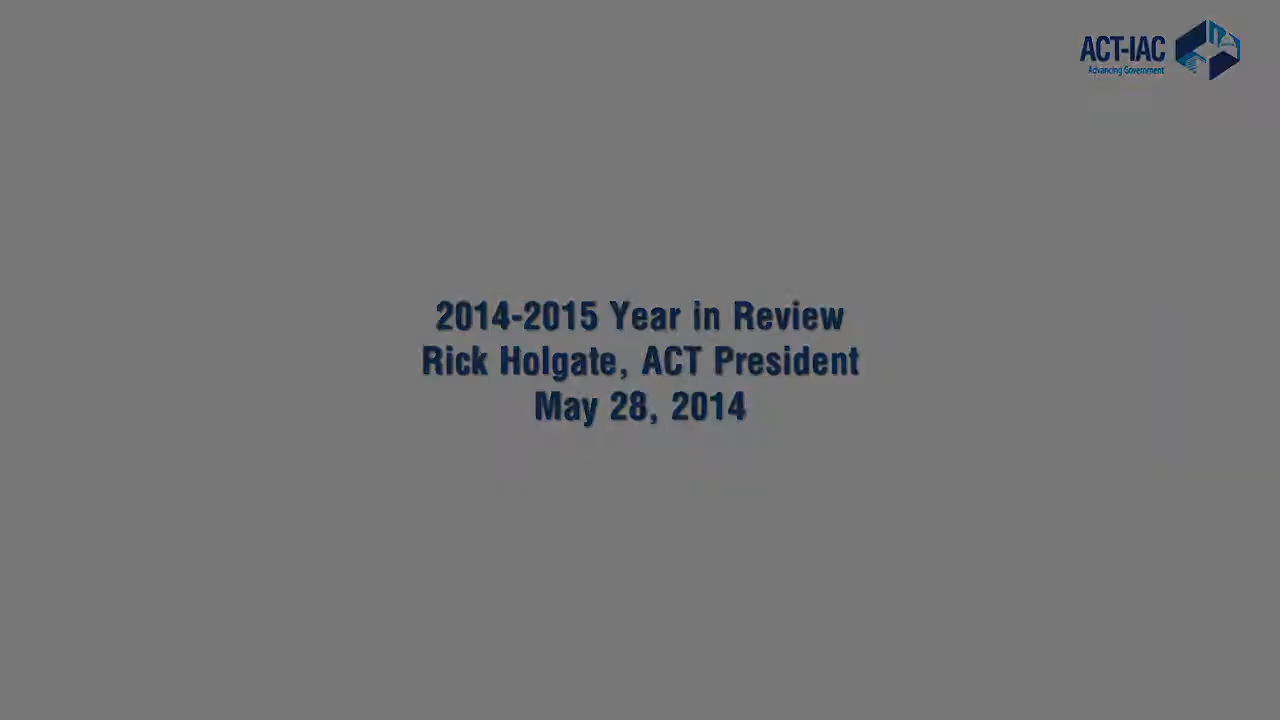 ACT-IAC
Advancing Government
2014-2015 Year in Review
Rick Holgate, ACT President
May 28, 2014